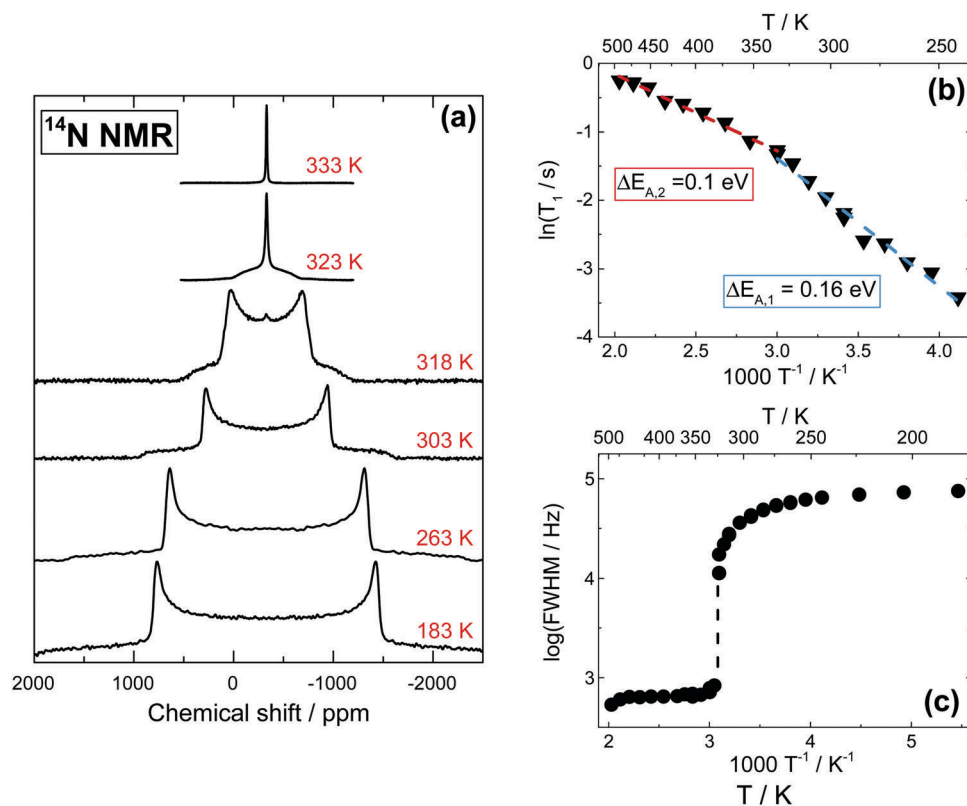 (a)
¹⁴N NMR
333 K
323 K
318 K
303 K
263 K
183 K
2000 1000 0 -1000 -2000
Chemical shift / ppm
T / K
500 450 400 350 300 250
(b)
0
-1
-2
-3
-4
ln(T₁ / s)
ΔE_A,2 =0.1 eV
ΔE_A,1 = 0.16 eV
2.0 2.5 3.0 3.5 4.0
1000 T⁻¹ / K⁻¹
T / K
500 400 350 300 250 200
5
4
3
log(FWHM / Hz)
(c)
2 3 4 5
1000 T⁻¹ / K⁻¹
T / K